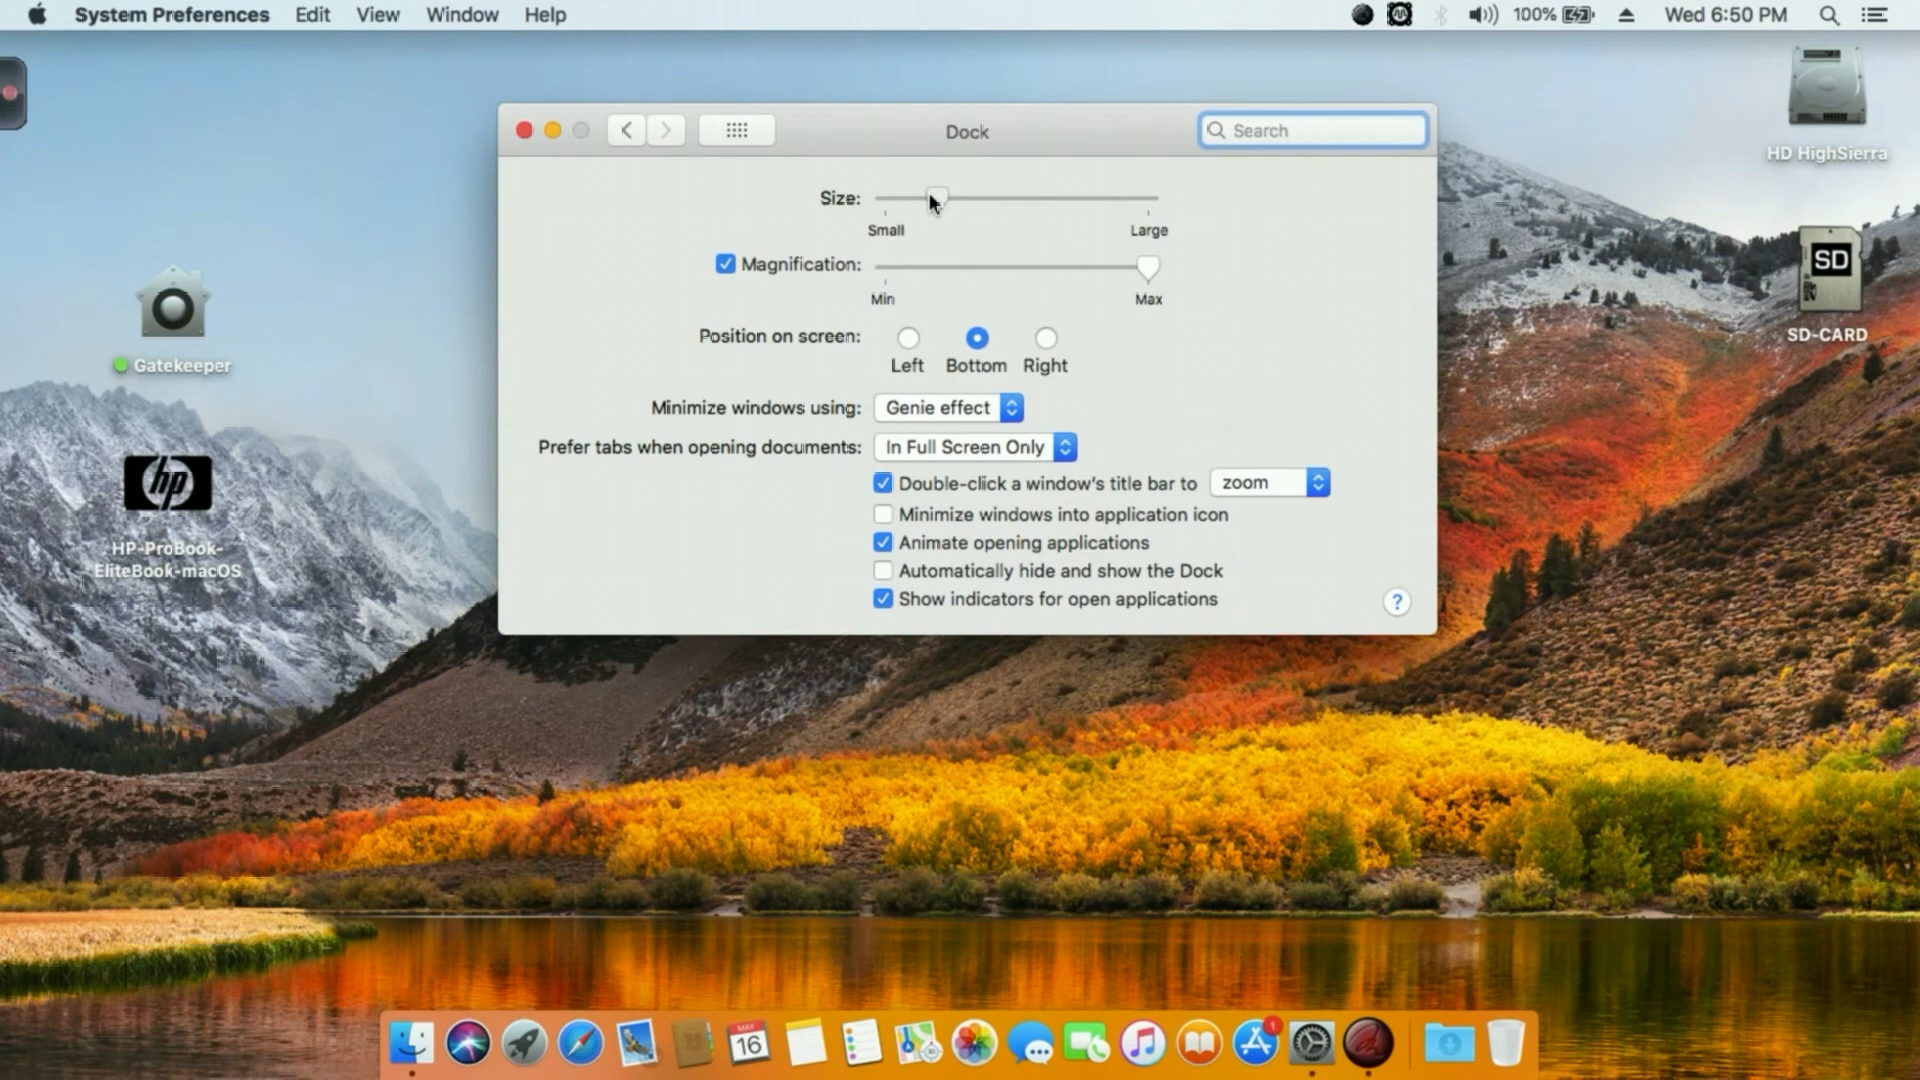 System Preferences Edit View Window Help 100% Wed 6:50 PM
Dock Search
HD HighSierra
Size:
Small Large
SD
Magnification:
Min Max
SD-CARD
Position on screen:
Left Bottom Right
Gatekeeper
Minimize windows using: Genie effect
Prefer tabs when opening documents: In Full Screen Only
Double-click a window's title bar to zoom
hp
Minimize windows into application icon
Animate opening applications
HP-ProBook-
EliteBook-macOS
Automatically hide and show the Dock
Show indicators for open applications ?
MAY
16
1